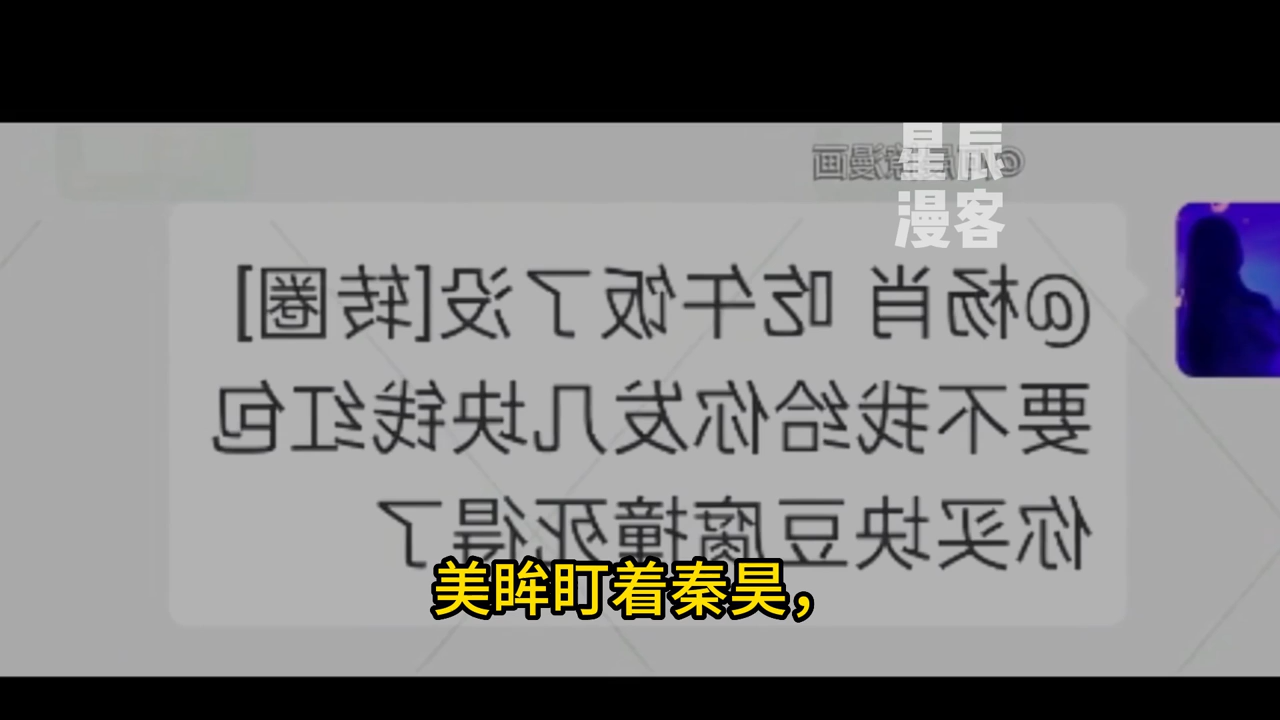 星辰
漫客
@杨肖 吃午饭了没[转圈]
要不我给你发几块钱红包
你买块豆腐撞死得了
美眸盯着秦昊，